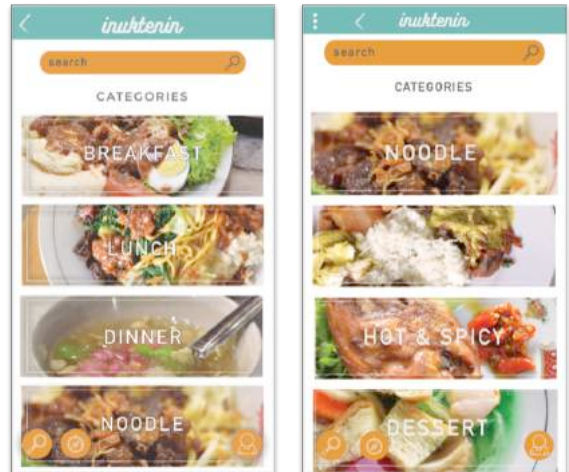 inuktenin
search
CATEGORIES
BREAKFAST
LUNCH
DINNER
NOODLE
inuktenin
search
CATEGORIES
NOODLE
HOT & SPICY
DESSERT